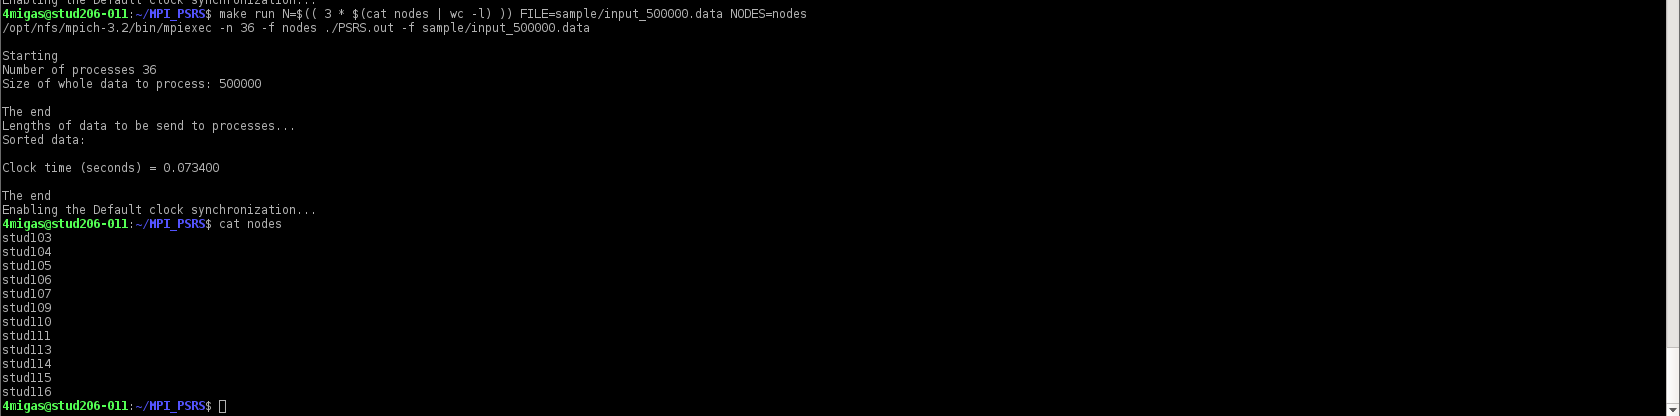 Enabling the Default clock synchronization...
4migas@stud206-011:~/MPI_PSRS$ make run N=$(( 3 * $(cat nodes | wc -l) )) FILE=sample/input_500000.data NODES=nodes
/opt/nfs/mpich-3.2/bin/mpiexec -n 36 -f nodes ./PSRS.out -f sample/input_500000.data
Starting
Number of processes 36
Size of whole data to process: 500000
The end
Lengths of data to be send to processes...
Sorted data:
Clock time (seconds) = 0.073400
The end
Enabling the Default clock synchronization...
4migas@stud206-011:~/MPI_PSRS$ cat nodes
stud103
stud104
stud105
stud106
stud107
stud109
stud110
stud111
stud113
stud114
stud115
stud116
4migas@stud206-011:~/MPI_PSRS$